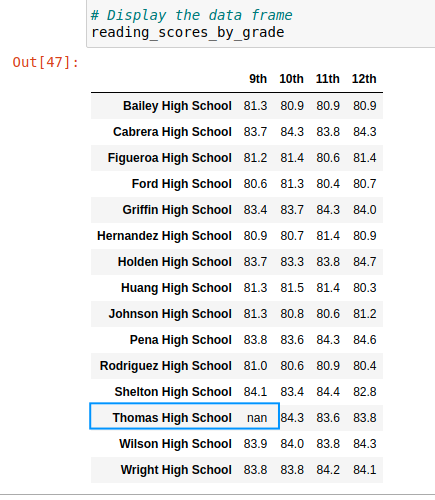 # Display the data frame
reading_scores_by_grade
Out[47]:
9th 10th 11th 12th
Bailey High School 81.3 80.9 80.9 80.9
Cabrera High School 83.7 84.3 83.8 84.3
Figueroa High School 81.2 81.4 80.6 81.4
Ford High School 80.6 81.3 80.4 80.7
Griffin High School 83.4 83.7 84.3 84.0
Hernandez High School 80.9 80.7 81.4 80.9
Holden High School 83.7 83.3 83.8 84.7
Huang High School 81.3 81.5 81.4 80.3
Johnson High School 81.3 80.8 80.6 81.2
Pena High School 83.8 83.6 84.3 84.6
Rodriguez High School 81.0 80.6 80.9 80.4
Shelton High School 84.1 83.4 84.4 82.8
Thomas High School nan 84.3 83.6 83.8
Wilson High School 83.9 84.0 83.8 84.3
Wright High School 83.8 83.8 84.2 84.1